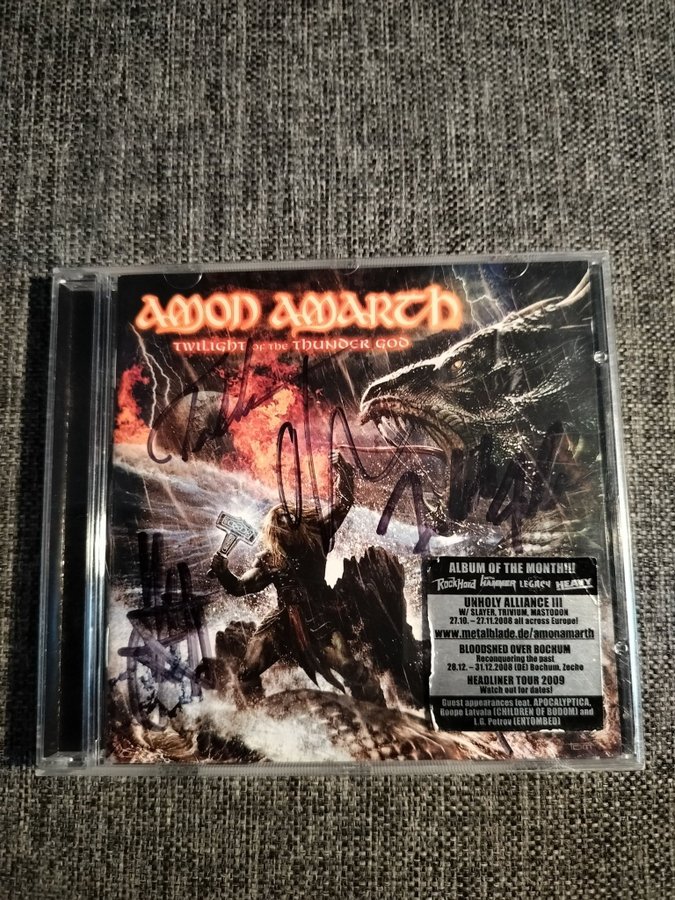 AMON AMARTH
TWILIGHT OF THE THUNDER GOD
ALBUM OF THE MONTH!!!
RockHard HAMMER LEGACY HEAVY
UNHOLY ALLIANCE III
W/ SLAYER, TRIVIUM, MASTODON
27.10. - 27.11.2008 all across Europe!
www.metalblade.de/amonamarth
BLOODSHED OVER BOCHUM
Reconquering the past
28.12. - 31.12.2008 (DE) Bochum, Zeche
HEADLINER TOUR 2009
Watch out for dates!
Guest appearances feat. APOCALYPTICA,
Roope Latvala (CHILDREN OF BODOM) and
L.G. Petrov (ENTOMBED)